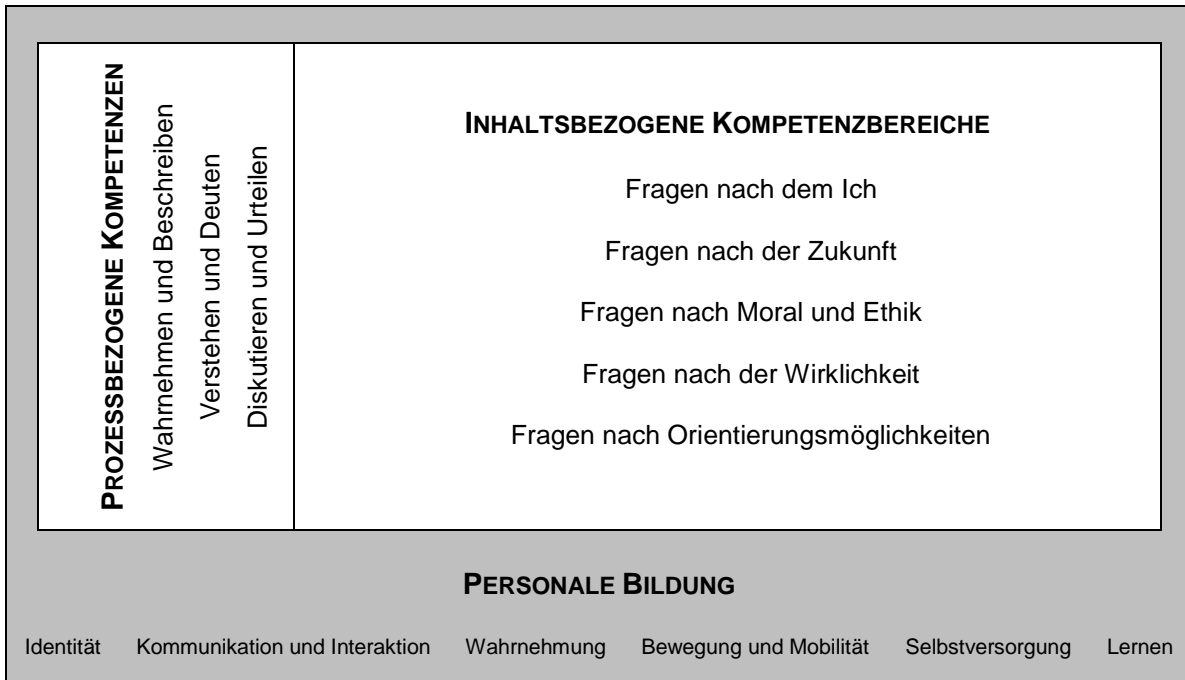 PROZESSBEZOGENE KOMPETENZEN
Wahrnehmen und Beschreiben
Verstehen und Deuten
Diskutieren und Urteilen
INHALTSBEZOGENE KOMPETENZBEREICHE
Fragen nach dem Ich
Fragen nach der Zukunft
Fragen nach Moral und Ethik
Fragen nach der Wirklichkeit
Fragen nach Orientierungsmöglichkeiten
PERSONALE BILDUNG
Identität Kommunikation und Interaktion Wahrnehmung Bewegung und Mobilität Selbstversorgung Lernen